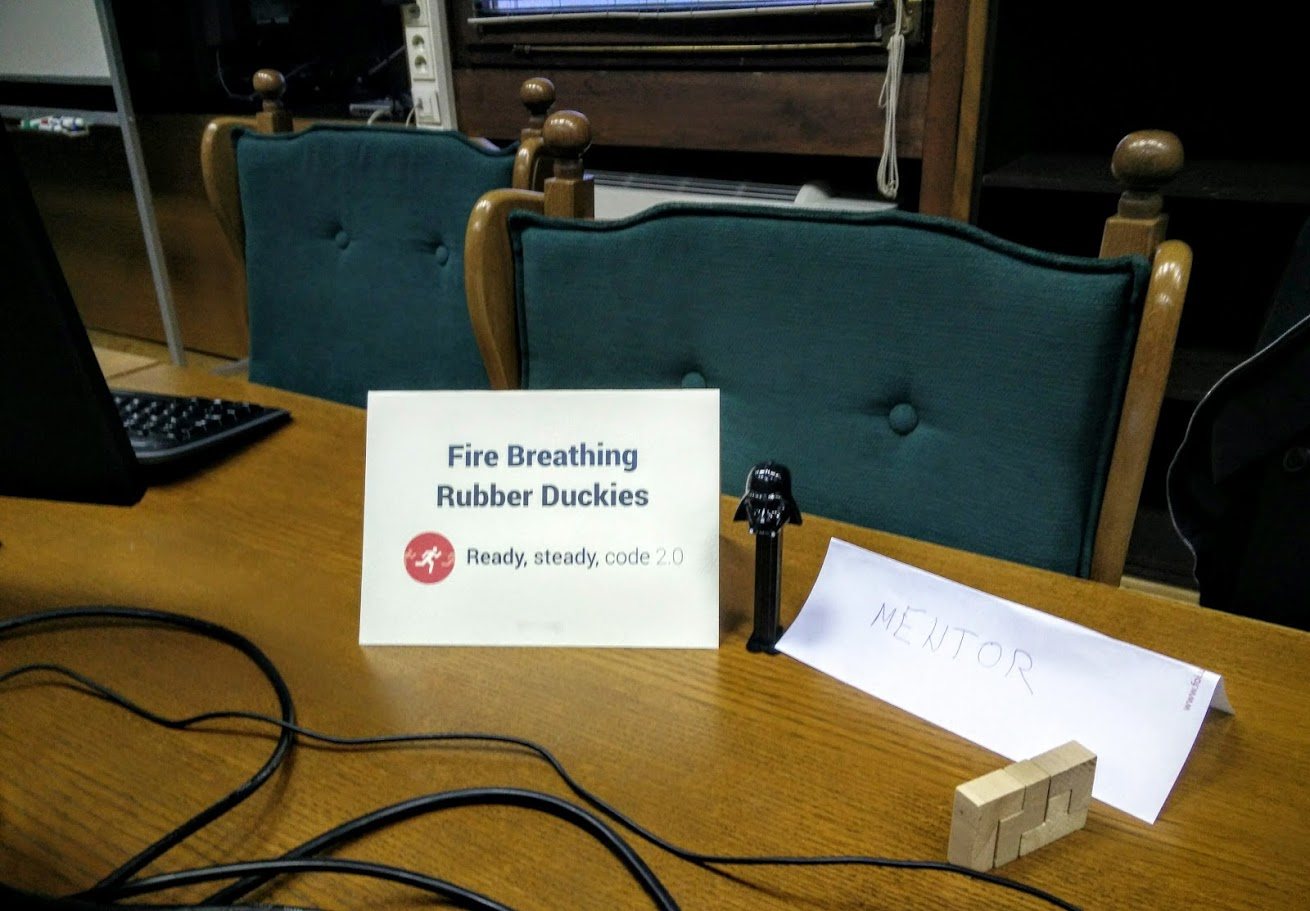 Fire Breathing
Rubber Duckies
Ready, steady, code 2.0
MENTOR